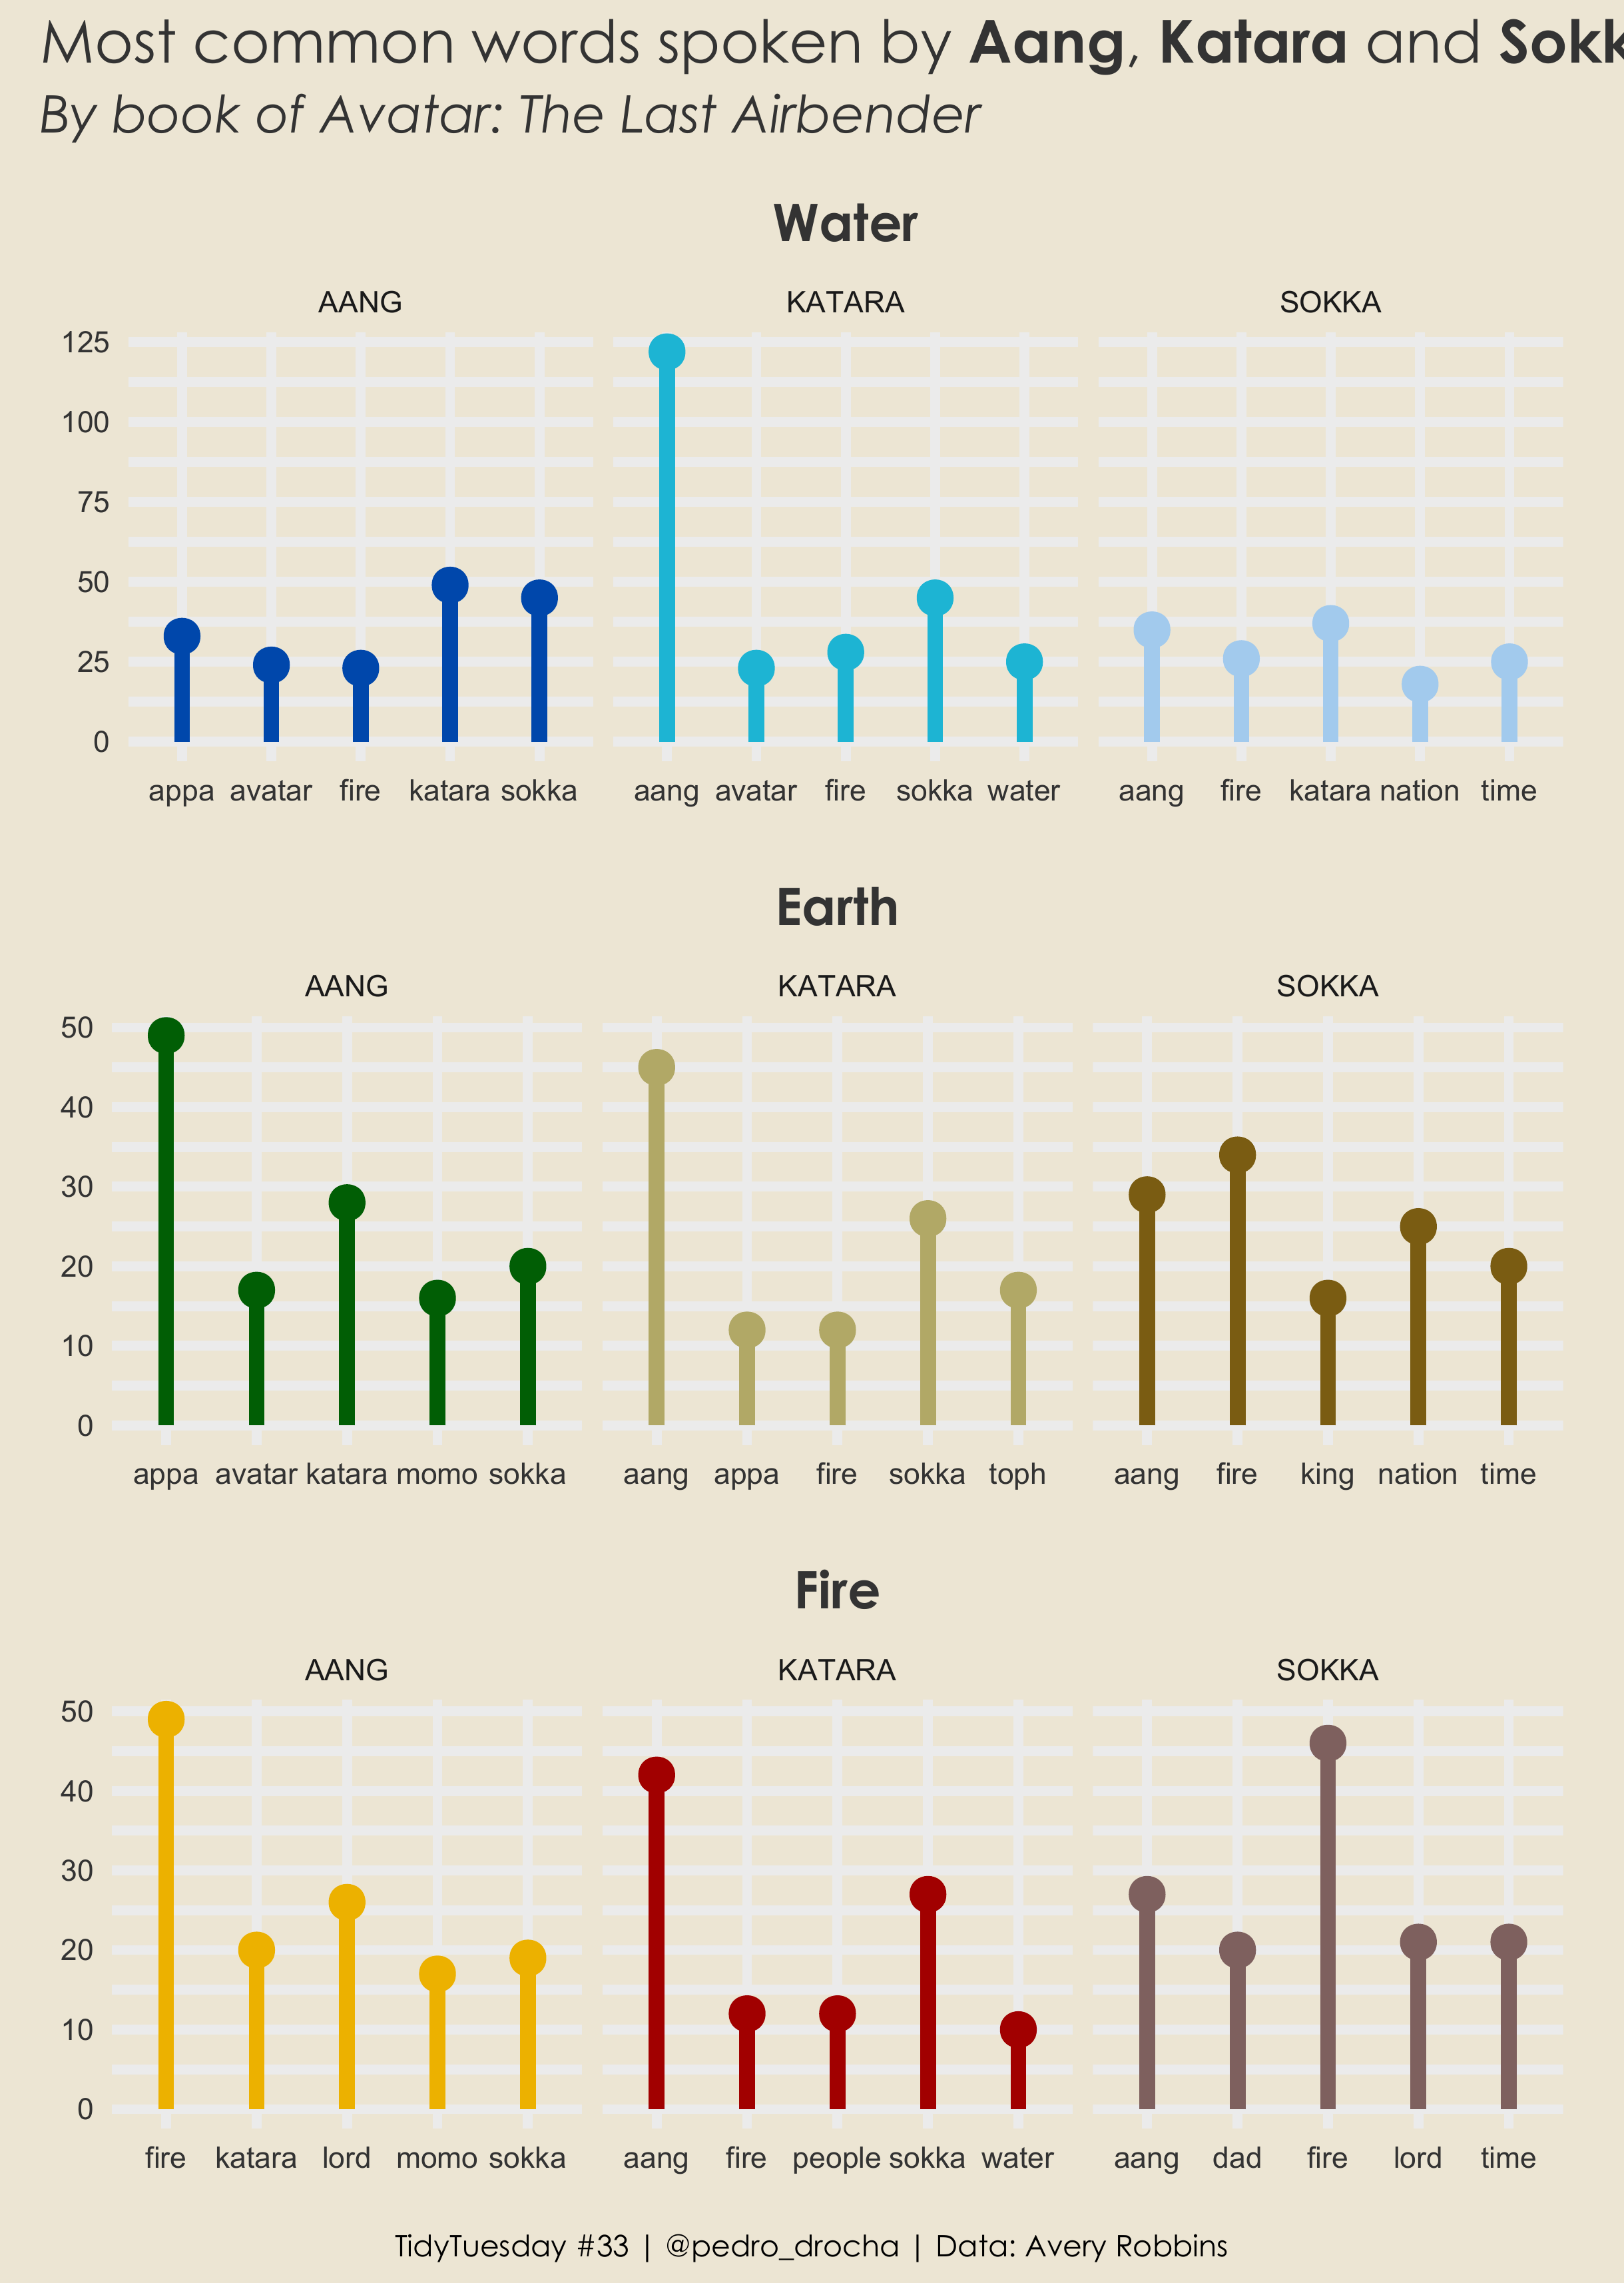 Most common words spoken by Aang, Katara and Sokk
By book of Avatar: The Last Airbender
Water
AANG KATARA SOKKA
125
100
75
50
25
0
appa avatar fire katara sokka aang avatar fire sokka water aang fire katara nation time
Earth
AANG KATARA SOKKA
50
40
30
20
10
0
appa avatar katara momo sokka aang appa fire sokka toph aang fire king nation time
Fire
AANG KATARA SOKKA
50
40
30
20
10
0
fire katara lord momo sokka aang fire people sokka water aang dad fire lord time
TidyTuesday #33 | @pedro_drocha | Data: Avery Robbins